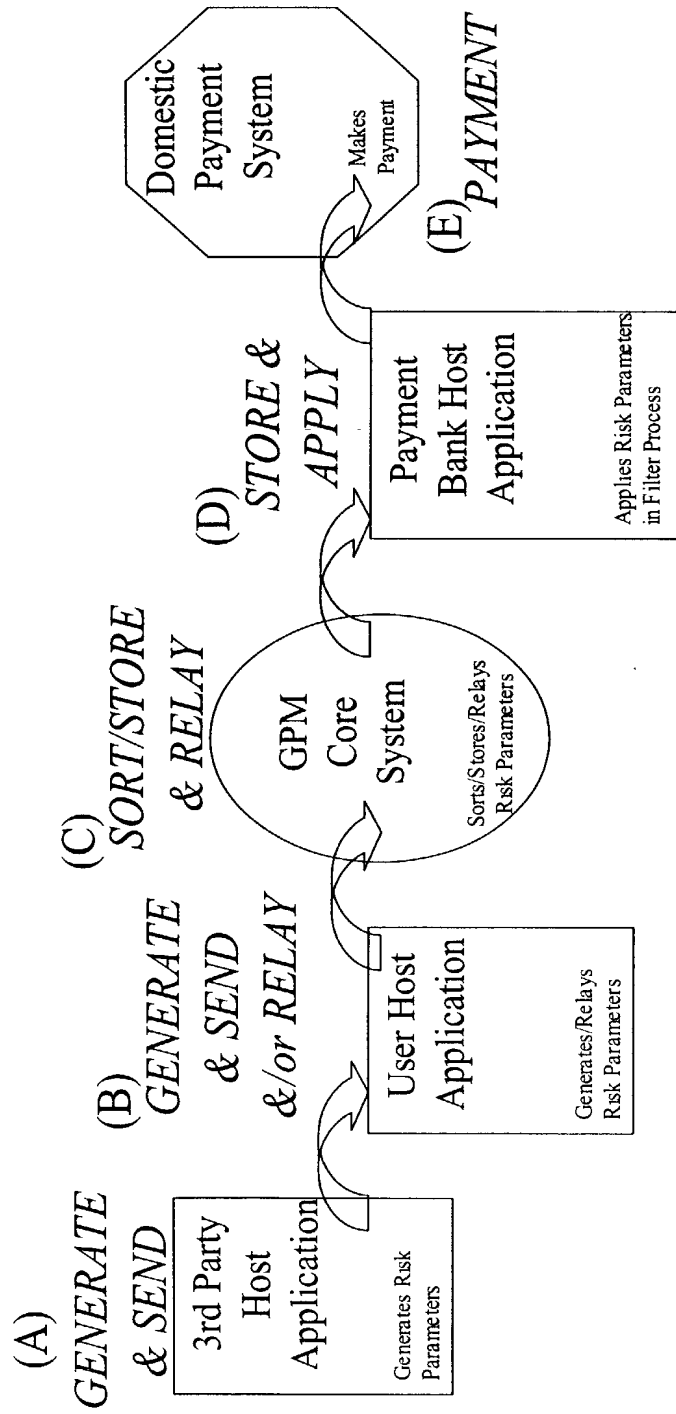 (A)
GENERATE
& SEND
3rd Party
Host
Application
Generates Risk
Parameters
(B)
GENERATE
& SEND
&/or RELAY
User Host
Application
Generates/Relays
Risk Parameters
(C)
SORT/STORE
& RELAY
GPM
Core
System
Sorts/Stores/Relays
Risk Parameters
(D)
STORE &
APPLY
Payment
Bank Host
Application
Applies Risk Parameters
in Filter Process
Domestic
Payment
System
Makes
Payment
(E)
PAYMENT